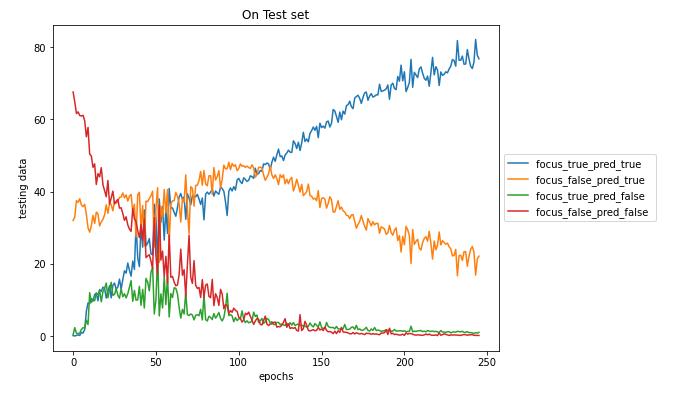 On Test set
80
60
40
20
0
testing data
0
50
100
150
200
250
epochs
focus_true_pred_true
focus_false_pred_true
focus_true_pred_false
focus_false_pred_false